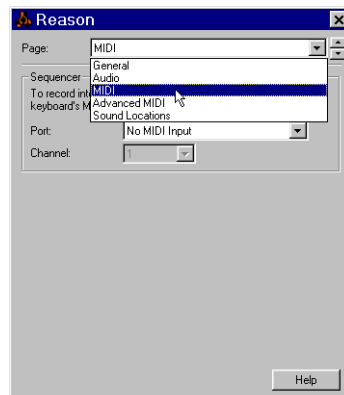 Reason
Page: MIDI
General
Audio
MIDI
Advanced MIDI
Sound Locations
Sequencer
To record int
keyboard's M
Port: No MIDI Input
Channel: 1
Help